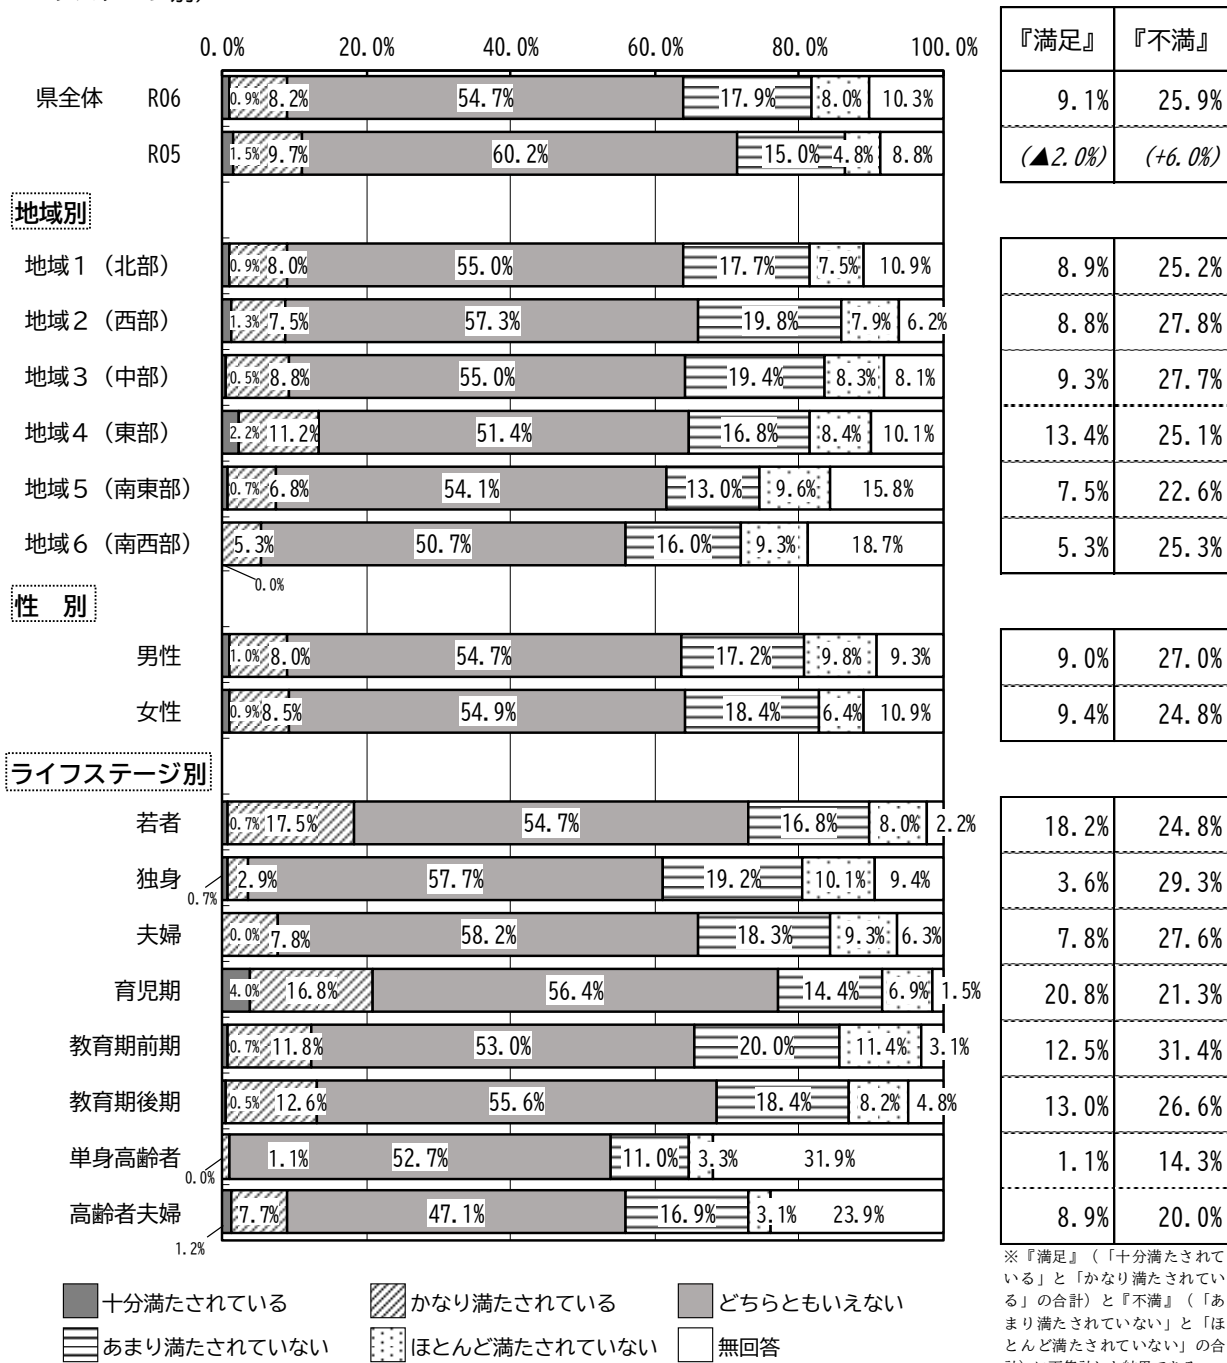 0.0% 20.0% 40.0% 60.0% 80.0% 100.0% 『満足』 『不満』
県全体 R06 0.9% 8.2% 54.7% 17.9% 8.0% 10.3% 9.1% 25.9%
R05 1.5% 9.7% 60.2% 15.0% 4.8% 8.8% (▲2.0%) (+6.0%)
地域別
地域1（北部） 0.9% 8.0% 55.0% 17.7% 7.5% 10.9% 8.9% 25.2%
地域2（西部） 1.3% 7.5% 57.3% 19.8% 7.9% 6.2% 8.8% 27.8%
地域3（中部） 0.5% 8.8% 55.0% 19.4% 8.3% 8.1% 9.3% 27.7%
地域4（東部） 2.2% 11.2% 51.4% 16.8% 8.4% 10.1% 13.4% 25.1%
地域5（南東部） 0.7% 6.8% 54.1% 13.0% 9.6% 15.8% 7.5% 22.6%
地域6（南西部） 5.3% 50.7% 16.0% 9.3% 18.7% 5.3% 25.3%
0.0%
性　別
男性 1.0% 8.0% 54.7% 17.2% 9.8% 9.3% 9.0% 27.0%
女性 0.9% 8.5% 54.9% 18.4% 6.4% 10.9% 9.4% 24.8%
ライフステージ別
若者 0.7% 17.5% 54.7% 16.8% 8.0% 2.2% 18.2% 24.8%
独身 2.9% 57.7% 19.2% 10.1% 9.4% 3.6% 29.3%
0.7%
夫婦 0.0% 7.8% 58.2% 18.3% 9.3% 6.3% 7.8% 27.6%
育児期 4.0% 16.8% 56.4% 14.4% 6.9% 1.5% 20.8% 21.3%
教育期前期 0.7% 11.8% 53.0% 20.0% 11.4% 3.1% 12.5% 31.4%
教育期後期 0.5% 12.6% 55.6% 18.4% 8.2% 4.8% 13.0% 26.6%
単身高齢者 1.1% 52.7% 11.0% 3.3% 31.9% 1.1% 14.3%
0.0%
高齢者夫婦 7.7% 47.1% 16.9% 3.1% 23.9% 8.9% 20.0%
1.2%
十分満たされている かなり満たされている どちらともいえない
あまり満たされていない ほとんど満たされていない 無回答
※『満足』（「十分満たされて
いる」と「かなり満たされてい
る」の合計）と『不満』（「あ
まり満たされていない」と「ほ
とんど満たされていない」の合